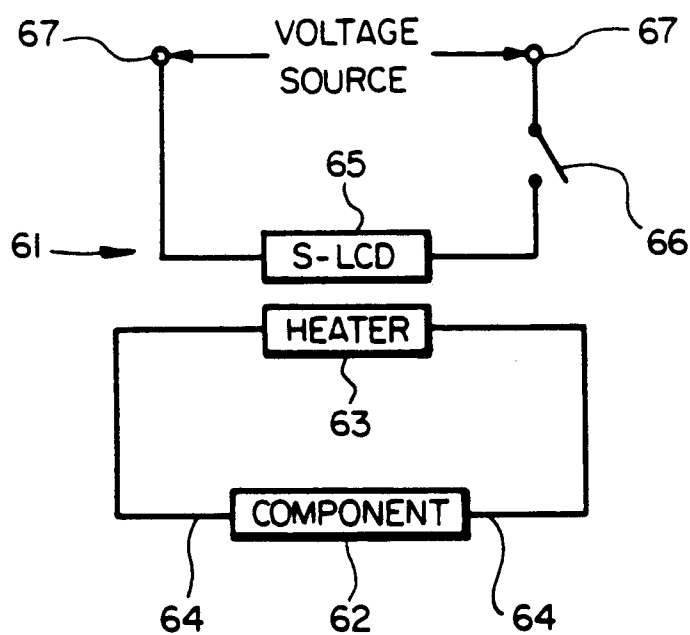 67 VOLTAGE 67
SOURCE
65
66
61 S-LCD
HEATER
63
COMPONENT
64 62 64